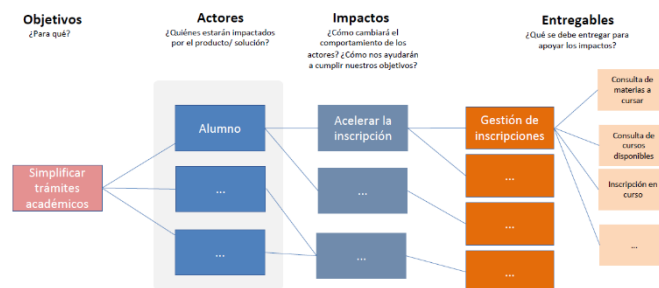 Objetivos
¿Para qué?
Actores
¿Quiénes estarán impactados
por el producto/ solución?
Impactos
¿Cómo cambiará el
comportamiento de los
actores? ¿Cómo nos ayudarán
a cumplir nuestros objetivos?
Entregables
¿Qué se debe entregar para
apoyar los impactos?
Simplificar
trámites
académicos
Alumno
...
...
Acelerar la
inscripción
...
...
Gestión de
inscripciones
...
...
...
Consulta de
materias a
cursar
Consulta de
cursos
disponibles
Inscripción en
curso
...